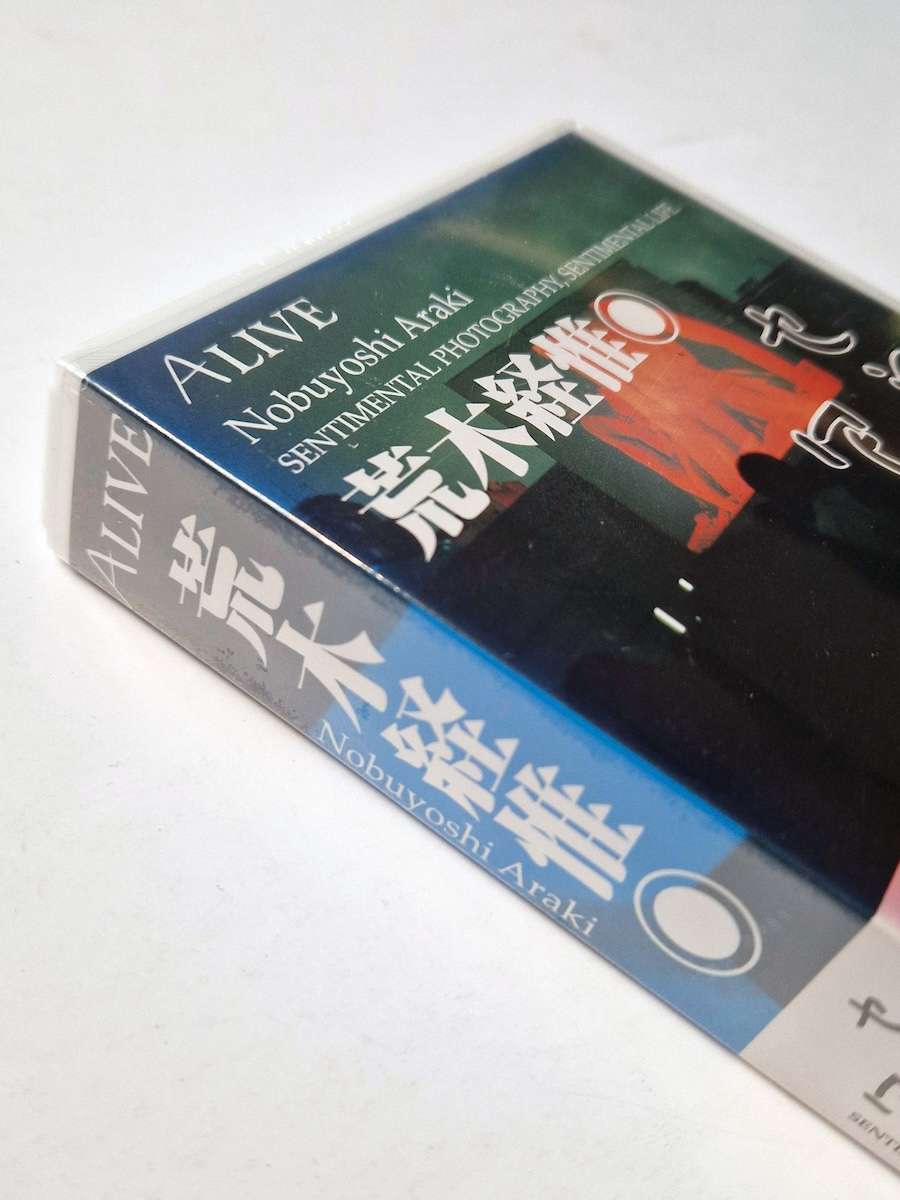 ALIVE
Nobuyoshi Araki
SENTIMENTAL PHOTOGRAPHY, SENTIMENTAL LIFE
荒木経惟
ALIVE
荒木経惟
Nobuyoshi Araki